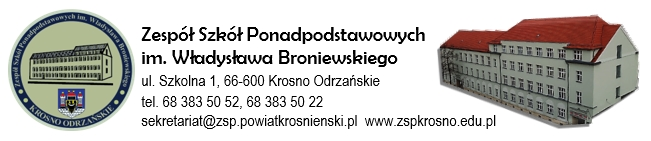 Zespół Szkół Ponadpodstawowych im. Władysława Broniewskiego
KROSNO ODRZAŃSKIE
Zespół Szkół Ponadpodstawowych
im. Władysława Broniewskiego
ul. Szkolna 1, 66-600 Krosno Odrzańskie
tel. 68 383 50 52, 68 383 50 22
sekretariat@zsp.powiatkrosnienski.pl www.zspkrosno.edu.pl